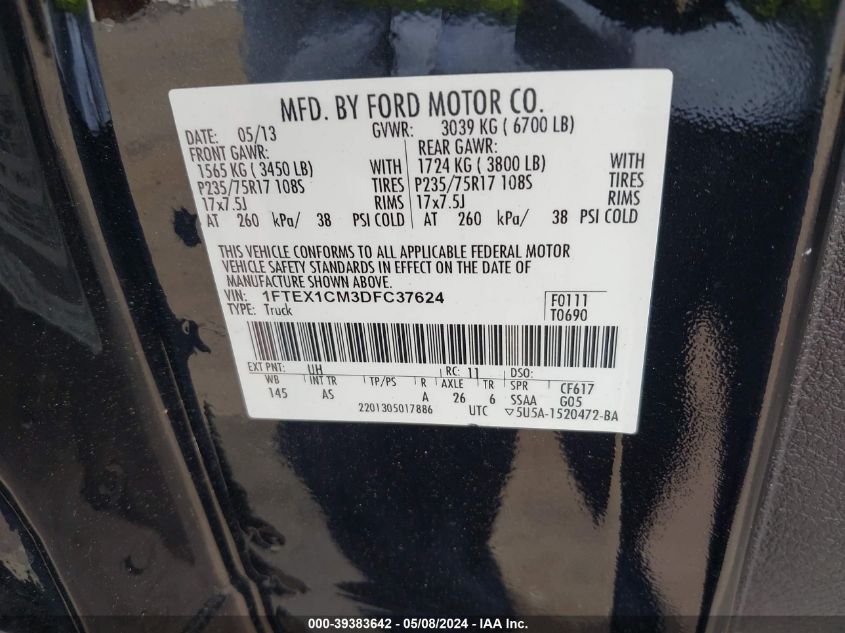 MFD. BY FORD MOTOR CO.
DATE: 05/13 GVWR: 3039 KG ( 6700 LB)
FRONT GAWR: REAR GAWR:
1565 KG ( 3450 LB) WITH 1724 KG ( 3800 LB) WITH
P235/75R17 108S TIRES P235/75R17 108S TIRES
17x7.5J RIMS 17x7.5J RIMS
AT 260 kPa/ 38 PSI COLD AT 260 kPa/ 38 PSI COLD
THIS VEHICLE CONFORMS TO ALL APPLICABLE FEDERAL MOTOR
VEHICLE SAFETY STANDARDS IN EFFECT ON THE DATE OF
MANUFACTURE SHOWN ABOVE.
VIN: 1FTEX1CM3DFC37624 F0111
TYPE: Truck T0690
EXT PNT: UH RC: 11 DSO:
WB INT TR TP/PS R AXLE TR SPR CF617
145 AS A 26 6 SSAA G05
2201305017886 UTC ▽5U5A-1520472-BA
000-39383642 - 05/08/2024 - IAA Inc.